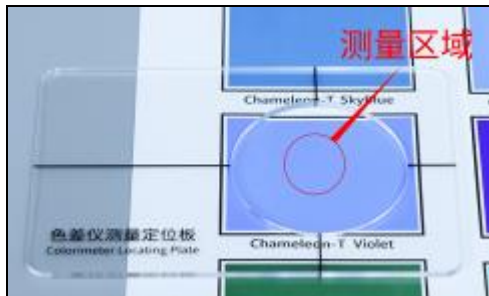 测量区域
Chameleon-T SkyBlue
色差仪测量定位板
Colorimeter Locating Plate
Chameleon-T Violet